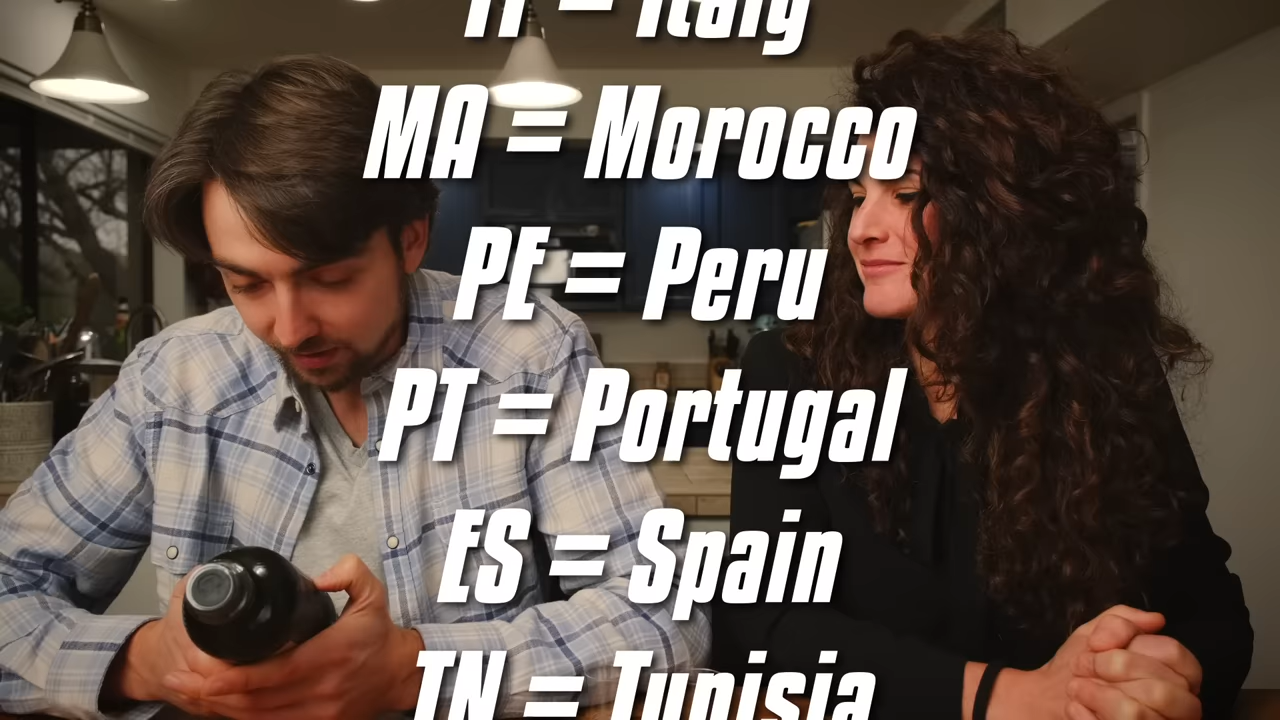 IT = Italy
MA = Morocco
PE = Peru
PT = Portugal
ES = Spain
TN = Tunisia